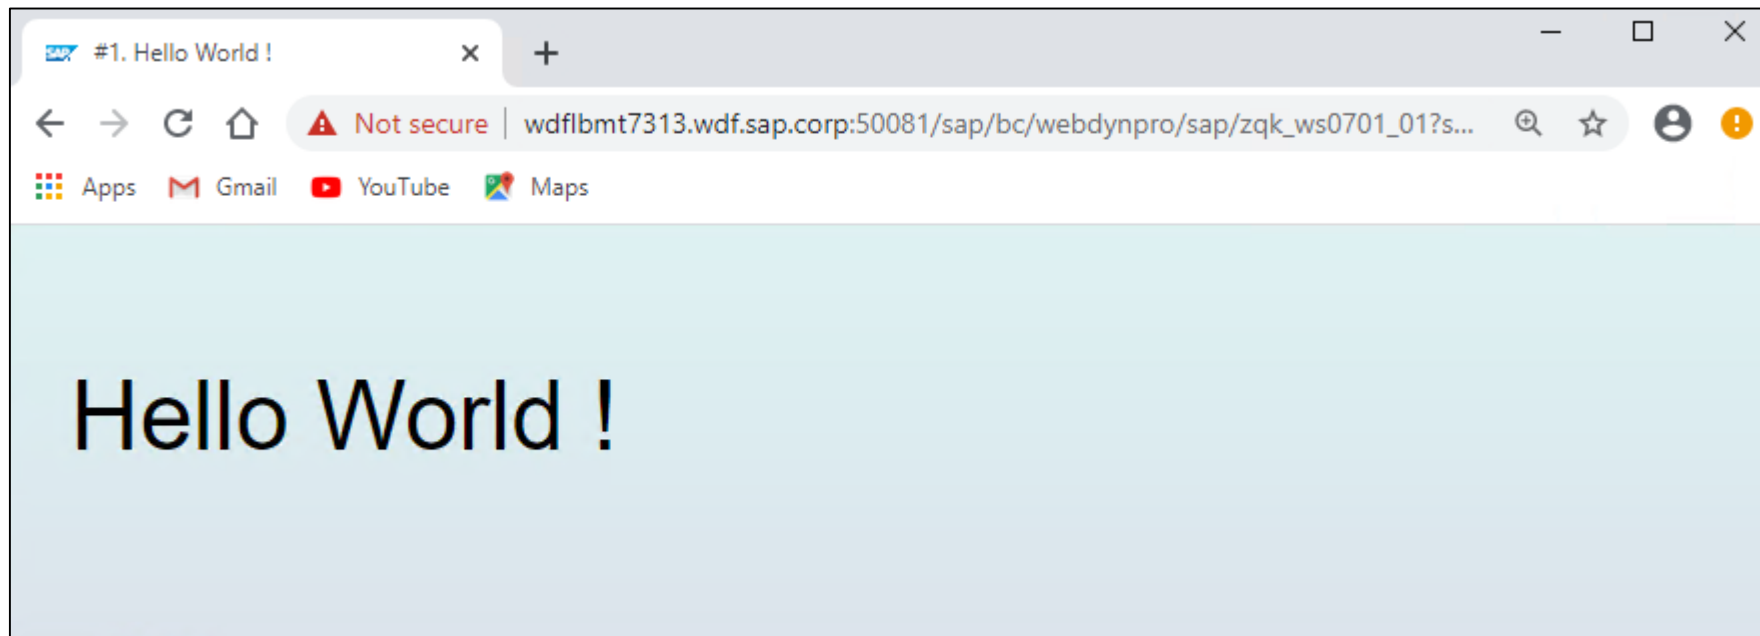 SAP #1. Hello World !
Not secure | wdflbmt7313.wdf.sap.corp:50081/sap/bc/webdynpro/sap/zqk_ws0701_01?s...
Apps Gmail YouTube Maps
Hello World !